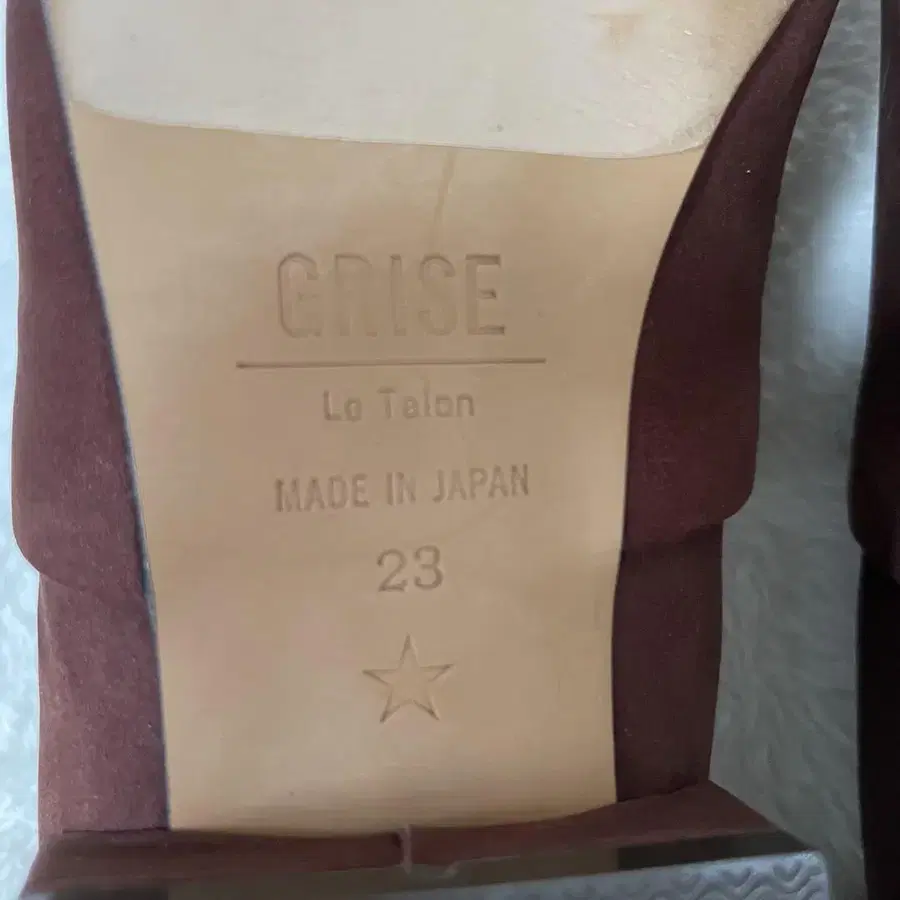 GRISE
Le Talon
MADE IN JAPAN
23